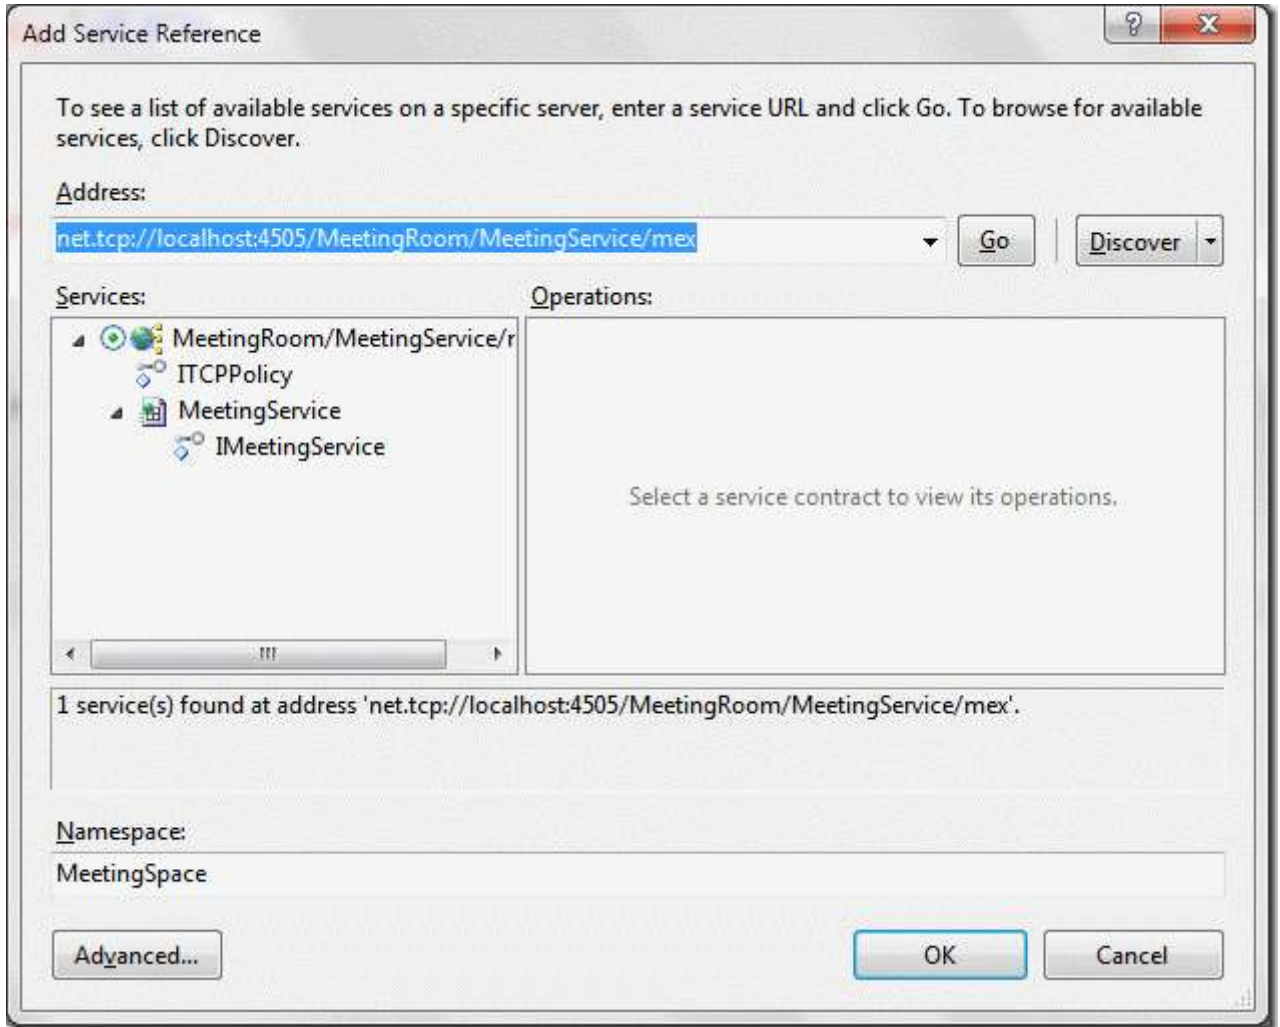 Add Service Reference
To see a list of available services on a specific server, enter a service URL and click Go. To browse for available
services, click Discover.
Address:
net.tcp://localhost:4505/MeetingRoom/MeetingService/mex
Go
Discover
Services:
Operations:
MeetingRoom/MeetingService/r
ITCPPolicy
MeetingService
IMeetingService
Select a service contract to view its operations.
1 service(s) found at address 'net.tcp://localhost:4505/MeetingRoom/MeetingService/mex'.
Namespace:
MeetingSpace
Advanced...
OK
Cancel